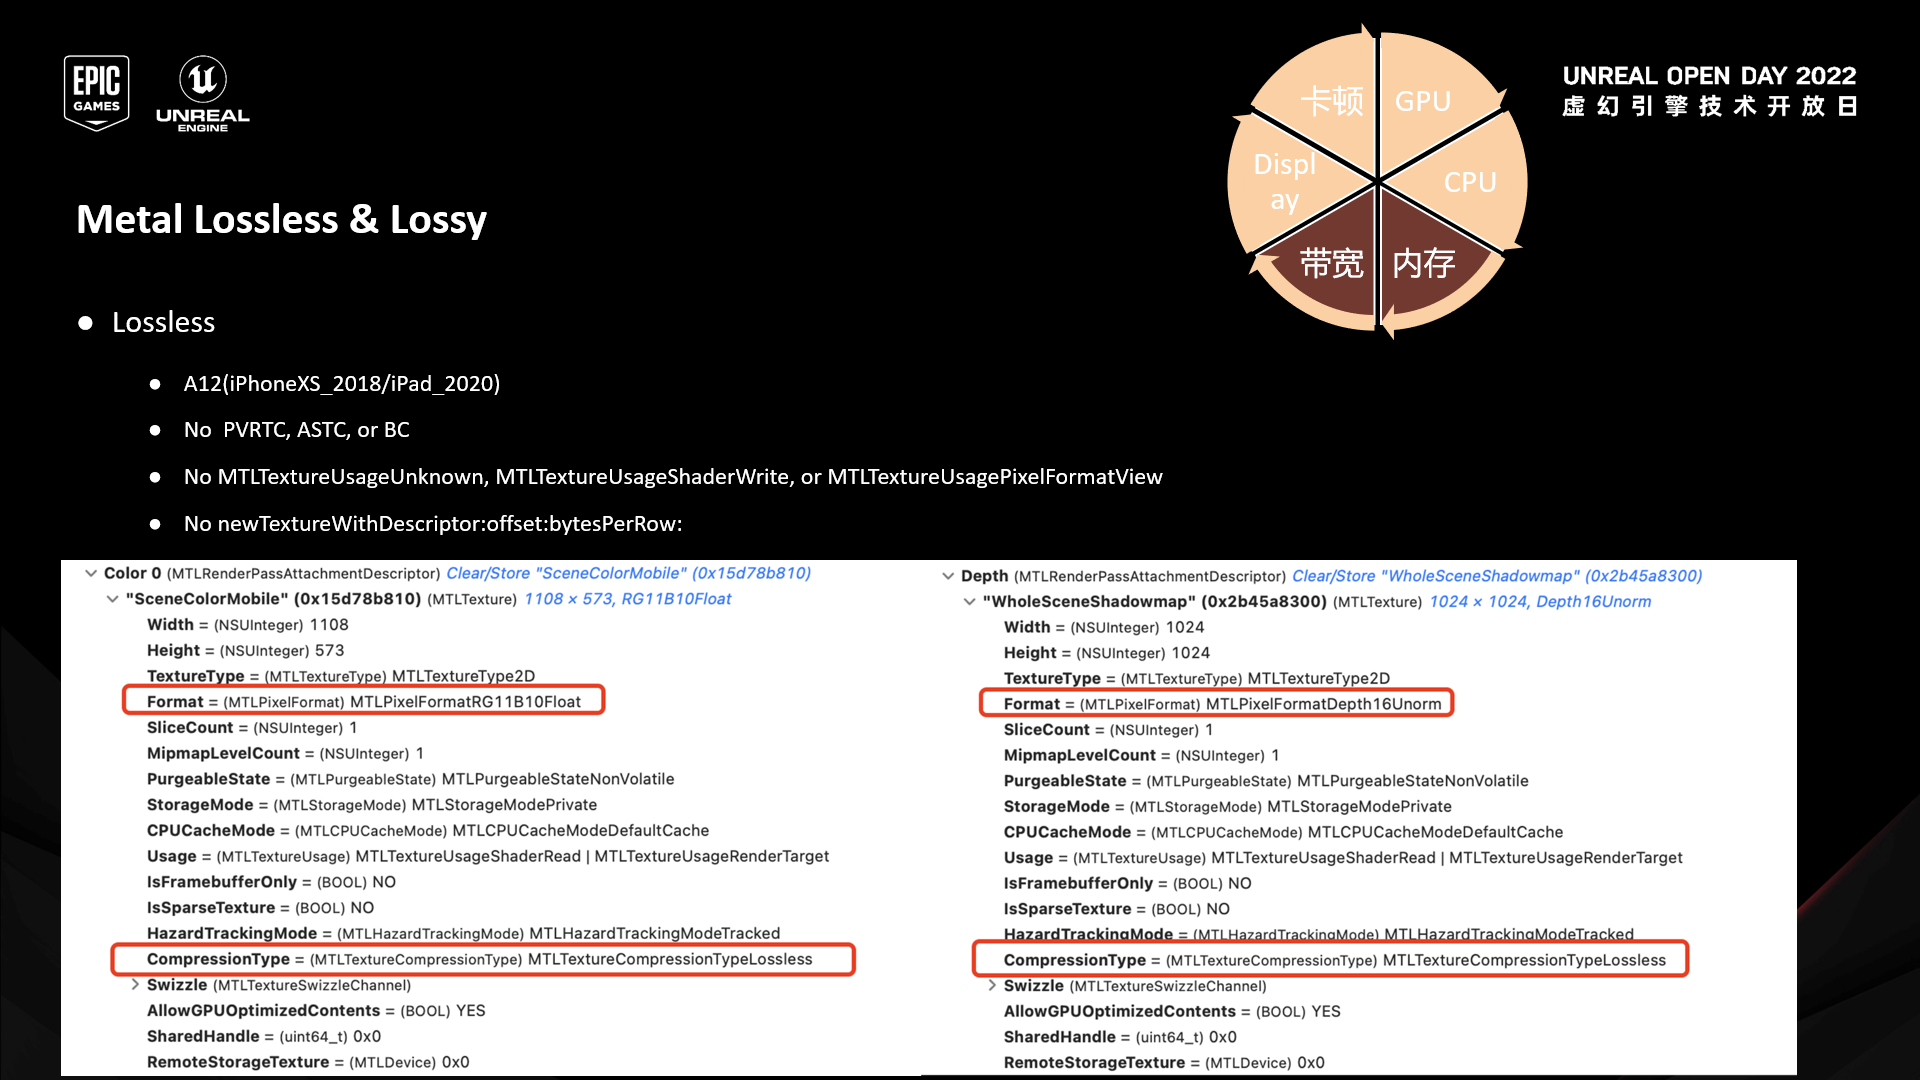 EPIC
GAMES
UNREAL
ENGINE
UNREAL OPEN DAY 2022
虚幻引擎技术开放日
卡顿
GPU
Displ
ay
CPU
带宽
内存
Metal Lossless & Lossy
● Lossless
● A12(iPhoneXS_2018/iPad_2020)
● No PVRTC, ASTC, or BC
● No MTLTextureUsageUnknown, MTLTextureUsageShaderWrite, or MTLTextureUsagePixelFormatView
● No newTextureWithDescriptor:offset:bytesPerRow:
Color 0 (MTLRenderPassAttachmentDescriptor) Clear/Store "SceneColorMobile" (0x15d78b810)
"SceneColorMobile" (0x15d78b810) (MTLTexture) 1108 × 573, RG11B10Float
Width = (NSUInteger) 1108
Height = (NSUInteger) 573
TextureType = (MTLTextureType) MTLTextureType2D
Format = (MTLPixelFormat) MTLPixelFormatRG11B10Float
SliceCount = (NSUInteger) 1
MipmapLevelCount = (NSUInteger) 1
PurgeableState = (MTLPurgeableState) MTLPurgeableStateNonVolatile
StorageMode = (MTLStorageMode) MTLStorageModePrivate
CPUCacheMode = (MTLCPUCacheMode) MTLCPUCacheModeDefaultCache
Usage = (MTLTextureUsage) MTLTextureUsageShaderRead | MTLTextureUsageRenderTarget
IsFramebufferOnly = (BOOL) NO
IsSparseTexture = (BOOL) NO
HazardTrackingMode = (MTLHazardTrackingMode) MTLHazardTrackingModeTracked
CompressionType = (MTLTextureCompressionType) MTLTextureCompressionTypeLossless
Swizzle (MTLTextureSwizzleChannel)
AllowGPUOptimizedContents = (BOOL) YES
SharedHandle = (uint64_t) 0x0
RemoteStorageTexture = (MTLDevice) 0x0
Depth (MTLRenderPassAttachmentDescriptor) Clear/Store "WholeSceneShadowmap" (0x2b45a8300)
"WholeSceneShadowmap" (0x2b45a8300) (MTLTexture) 1024 × 1024, Depth16Unorm
Width = (NSUInteger) 1024
Height = (NSUInteger) 1024
TextureType = (MTLTextureType) MTLTextureType2D
Format = (MTLPixelFormat) MTLPixelFormatDepth16Unorm
SliceCount = (NSUInteger) 1
MipmapLevelCount = (NSUInteger) 1
PurgeableState = (MTLPurgeableState) MTLPurgeableStateNonVolatile
StorageMode = (MTLStorageMode) MTLStorageModePrivate
CPUCacheMode = (MTLCPUCacheMode) MTLCPUCacheModeDefaultCache
Usage = (MTLTextureUsage) MTLTextureUsageShaderRead | MTLTextureUsageRenderTarget
IsFramebufferOnly = (BOOL) NO
IsSparseTexture = (BOOL) NO
HazardTrackingMode = (MTLHazardTrackingMode) MTLHazardTrackingModeTracked
CompressionType = (MTLTextureCompressionType) MTLTextureCompressionTypeLossless
Swizzle (MTLTextureSwizzleChannel)
AllowGPUOptimizedContents = (BOOL) YES
SharedHandle = (uint64_t) 0x0
RemoteStorageTexture = (MTLDevice) 0x0